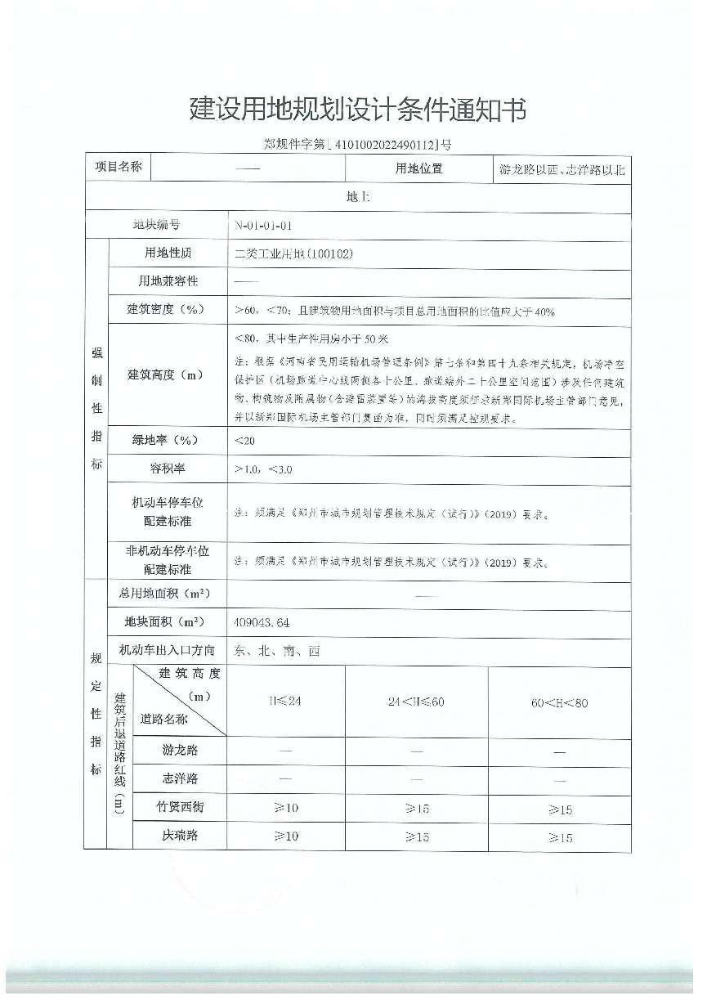 建设用地规划设计条件通知书
郑规件字第[4101002022490112]号
项目名称 —— 用地位置 游龙路以西、志洋路以北
地上
地块编号 N-01-01-01
强制性指标
用地性质 二类工业用地(100102)
用地兼容性 ——
建筑密度（%） >60，<70；且建筑物用地面积与项目总用地面积的比值应大于40%
建筑高度（m）
<80，其中生产性用房小于50米
注：根据《河南省民用运输机场管理条例》第七条和第四十九条相关规定，机场净空
保护区（机场跑道中心线两侧各十公里、跑道端外二十公里空间范围）涉及任何建筑
物、构筑物及附属物（含避雷装置等）的海拔高度须征求新郑国际机场主管部门意见，
并以新郑国际机场主管部门复函为准，同时须满足控规要求。
绿地率（%） <20
容积率 >1.0，<3.0
机动车停车位
配建标准
注：须满足《郑州市城市规划管理技术规定（试行）》（2019）要求。
非机动车停车位
配建标准
注：须满足《郑州市城市规划管理技术规定（试行）》（2019）要求。
规定性指标
总用地面积（m²） ——
地块面积（m²） 409043.64
机动车出入口方向 东、北、南、西
建筑后退道路红线(m)
建筑高度
（m）
道路名称
H≤24 24<H≤60 60<H<80
游龙路 — — —
志洋路 — — —
竹贤西街 ≥10 ≥15 ≥15
庆瑞路 ≥10 ≥15 ≥15